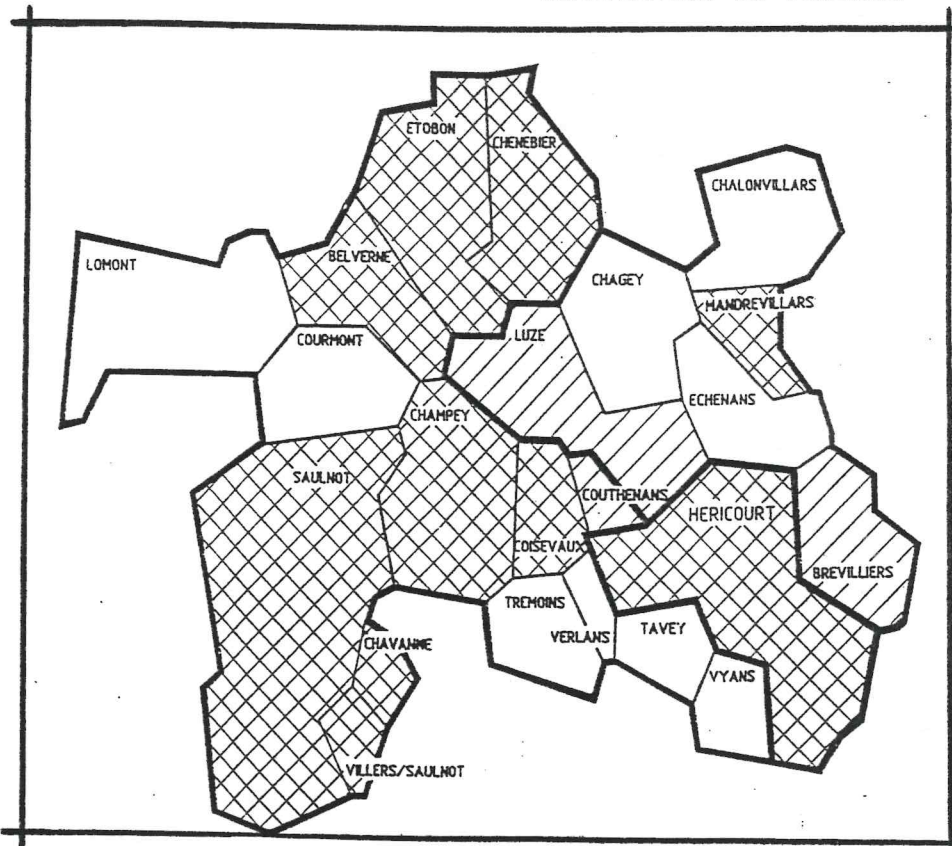 ETOBON
CHENEBIER
CHALONVILLARS
BELVERNE
LOMONT
CHAGEY
MANDREVILLARS
COURMONT
LUZE
ECHENANS
CHAMPEY
SAULNOT
COUTHENANS
HERICOURT
COISEVAUX
BREVILLIERS
TREMOINS
VERLANS
TAVEY
CHAVANNE
VYANS
VILLERS/SAULNOT